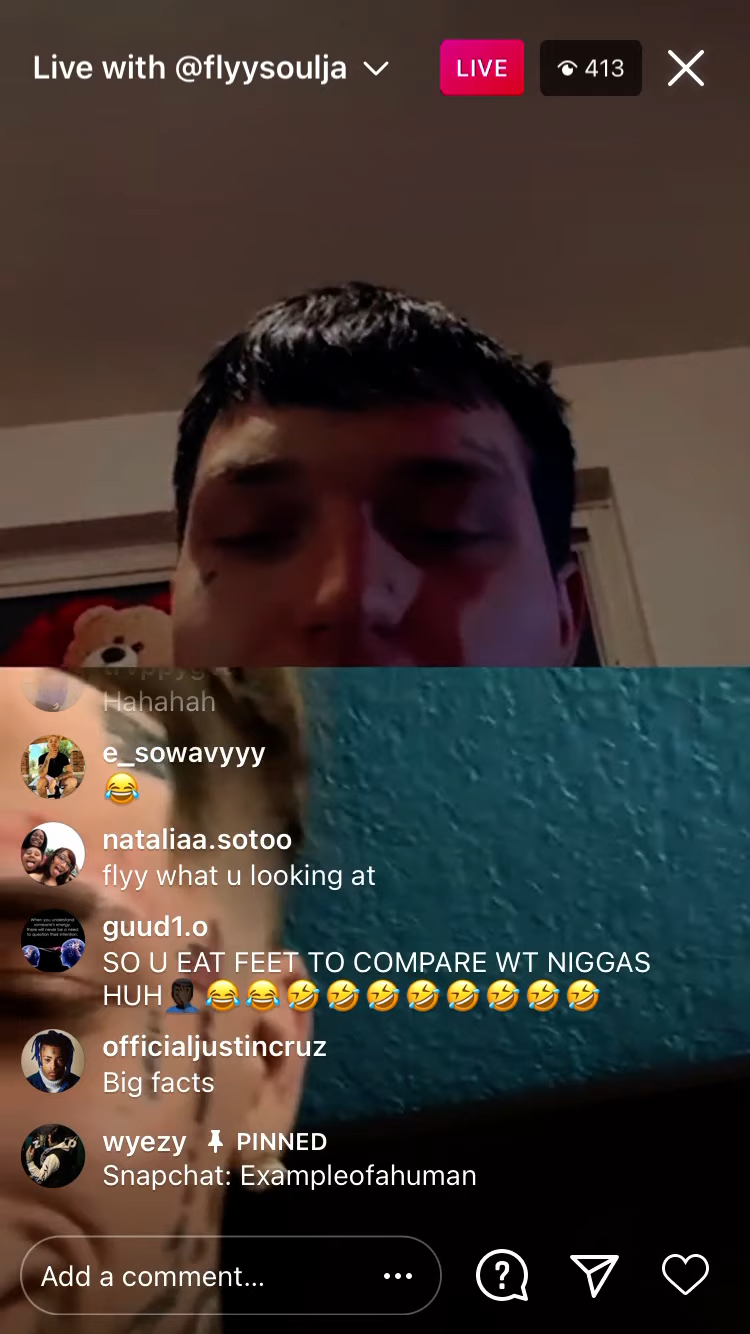 Live with @flyysoulja
LIVE
413
Hahahah
e_sowavyyy
😂
nataliaa.sotoo
flyy what u looking at
guud1.o
SO U EAT FEET TO COMPARE WT NIGGAS
HUH🤦🏿‍♂️😂😂🤣🤣🤣🤣🤣🤣🤣🤣
officialjustincruz
Big facts
wyezy 📌 PINNED
Snapchat: Exampleofahuman
Add a comment...